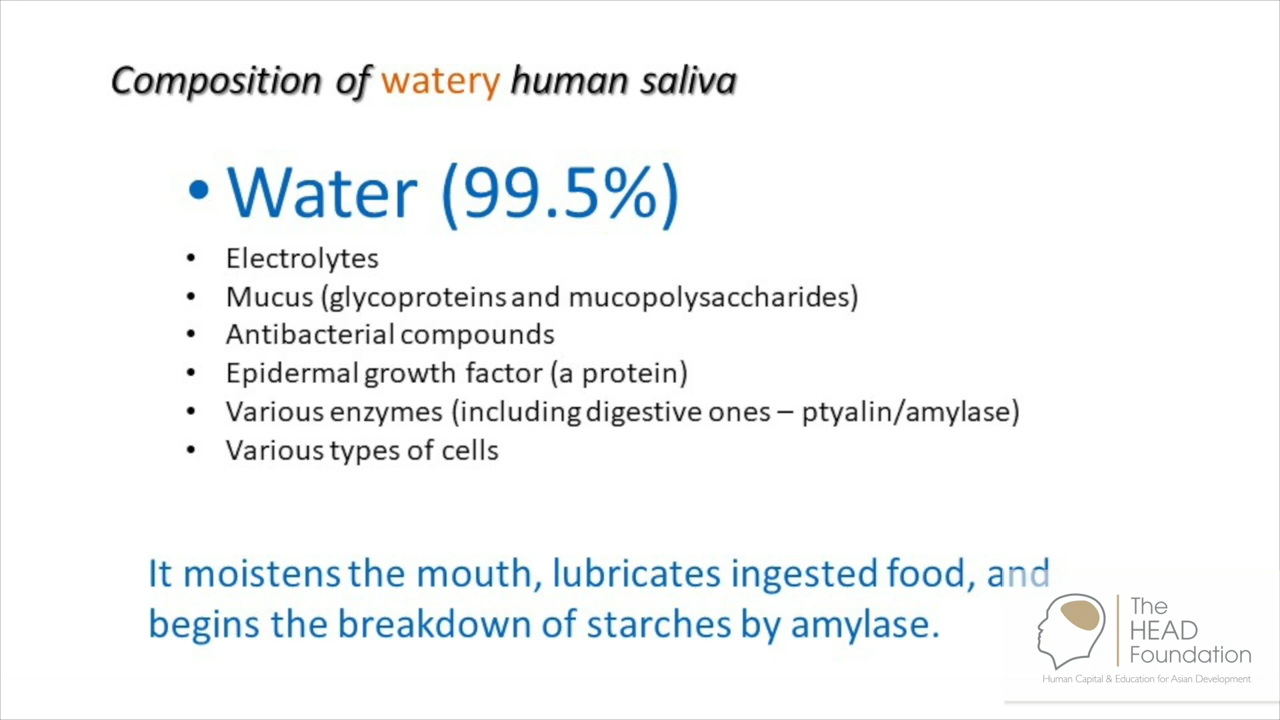 Composition of watery human saliva
• Water (99.5%)
• Electrolytes
• Mucus (glycoproteins and mucopolysaccharides)
• Antibacterial compounds
• Epidermal growth factor (a protein)
• Various enzymes (including digestive ones – ptyalin/amylase)
• Various types of cells
It moistens the mouth, lubricates ingested food, and
begins the breakdown of starches by amylase.
The
HEAD
Foundation
Human Capital & Education for Asian Development